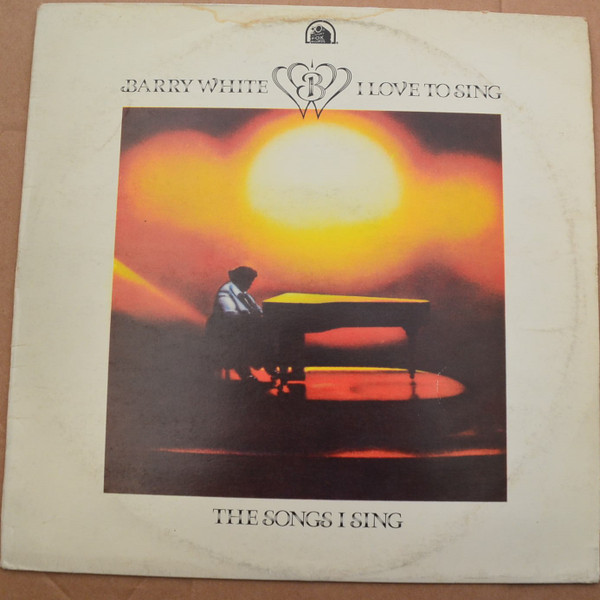 BARRY WHITE B I LOVE TO SING
THE SONGS I SING